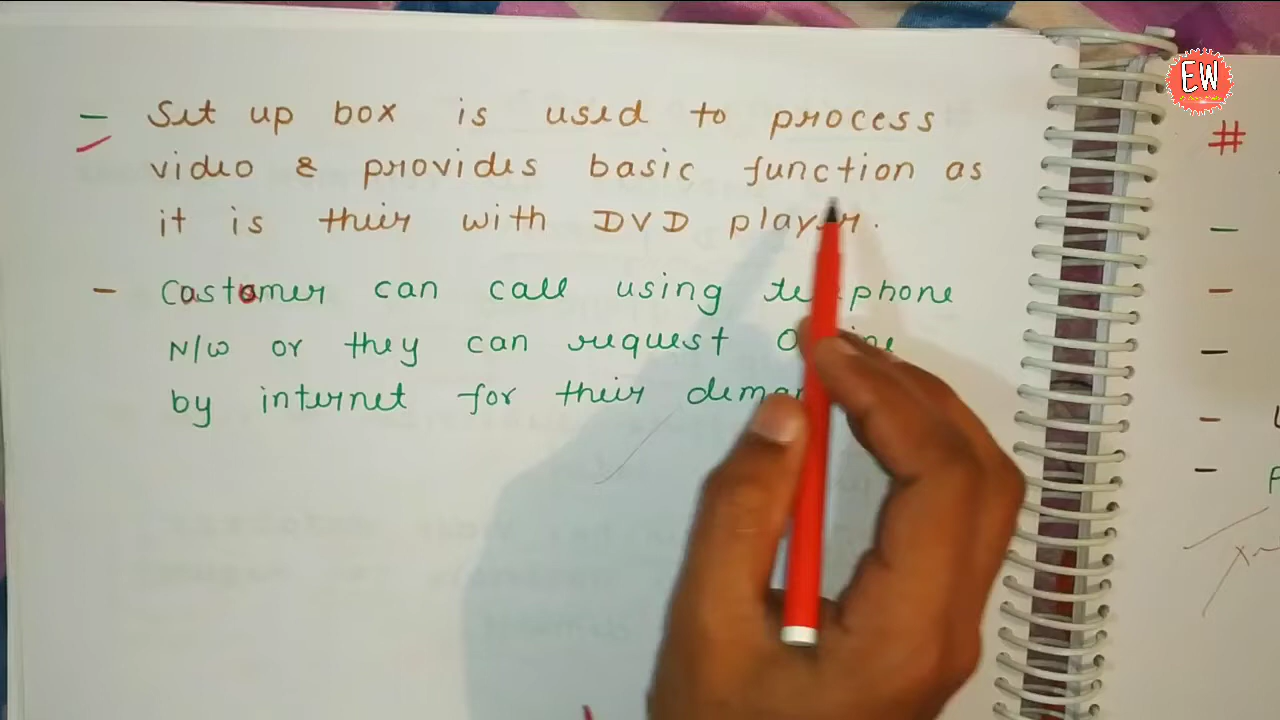 EW
- Set up box is used to process
video & provides basic function as
it is their with DVD player.
- Castomer can call using telephone
N/W or they can request
by internet for their
#